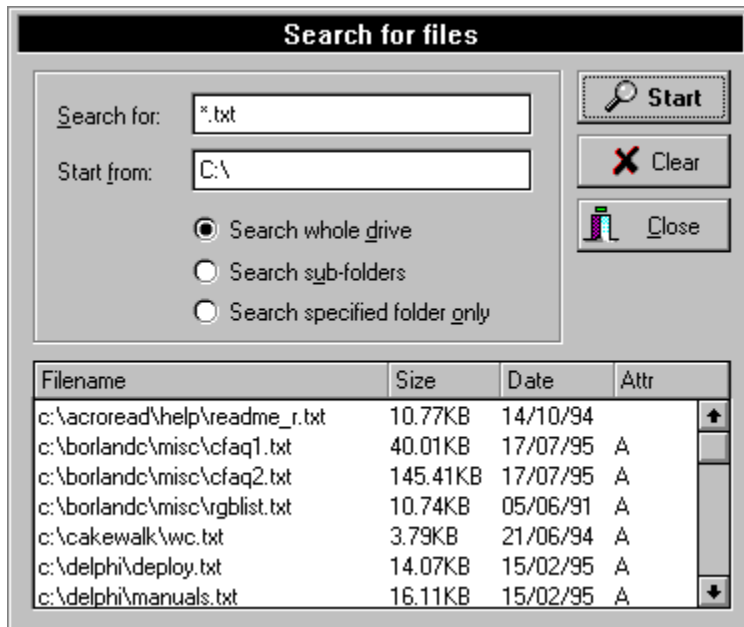 Search for files
Search for: *.txt
Start from: C:\
Search whole drive
Search sub-folders
Search specified folder only
Start
Clear
Close
Filename Size Date Attr
c:\acroread\help\readme_r.txt 10.77KB 14/10/94
c:\borlandc\misc\cfaq1.txt 40.01KB 17/07/95 A
c:\borlandc\misc\cfaq2.txt 145.41KB 17/07/95 A
c:\borlandc\misc\rgblist.txt 10.74KB 05/06/91 A
c:\cakewalk\wc.txt 3.79KB 21/06/94 A
c:\delphi\deploy.txt 14.07KB 15/02/95 A
c:\delphi\manuals.txt 16.11KB 15/02/95 A